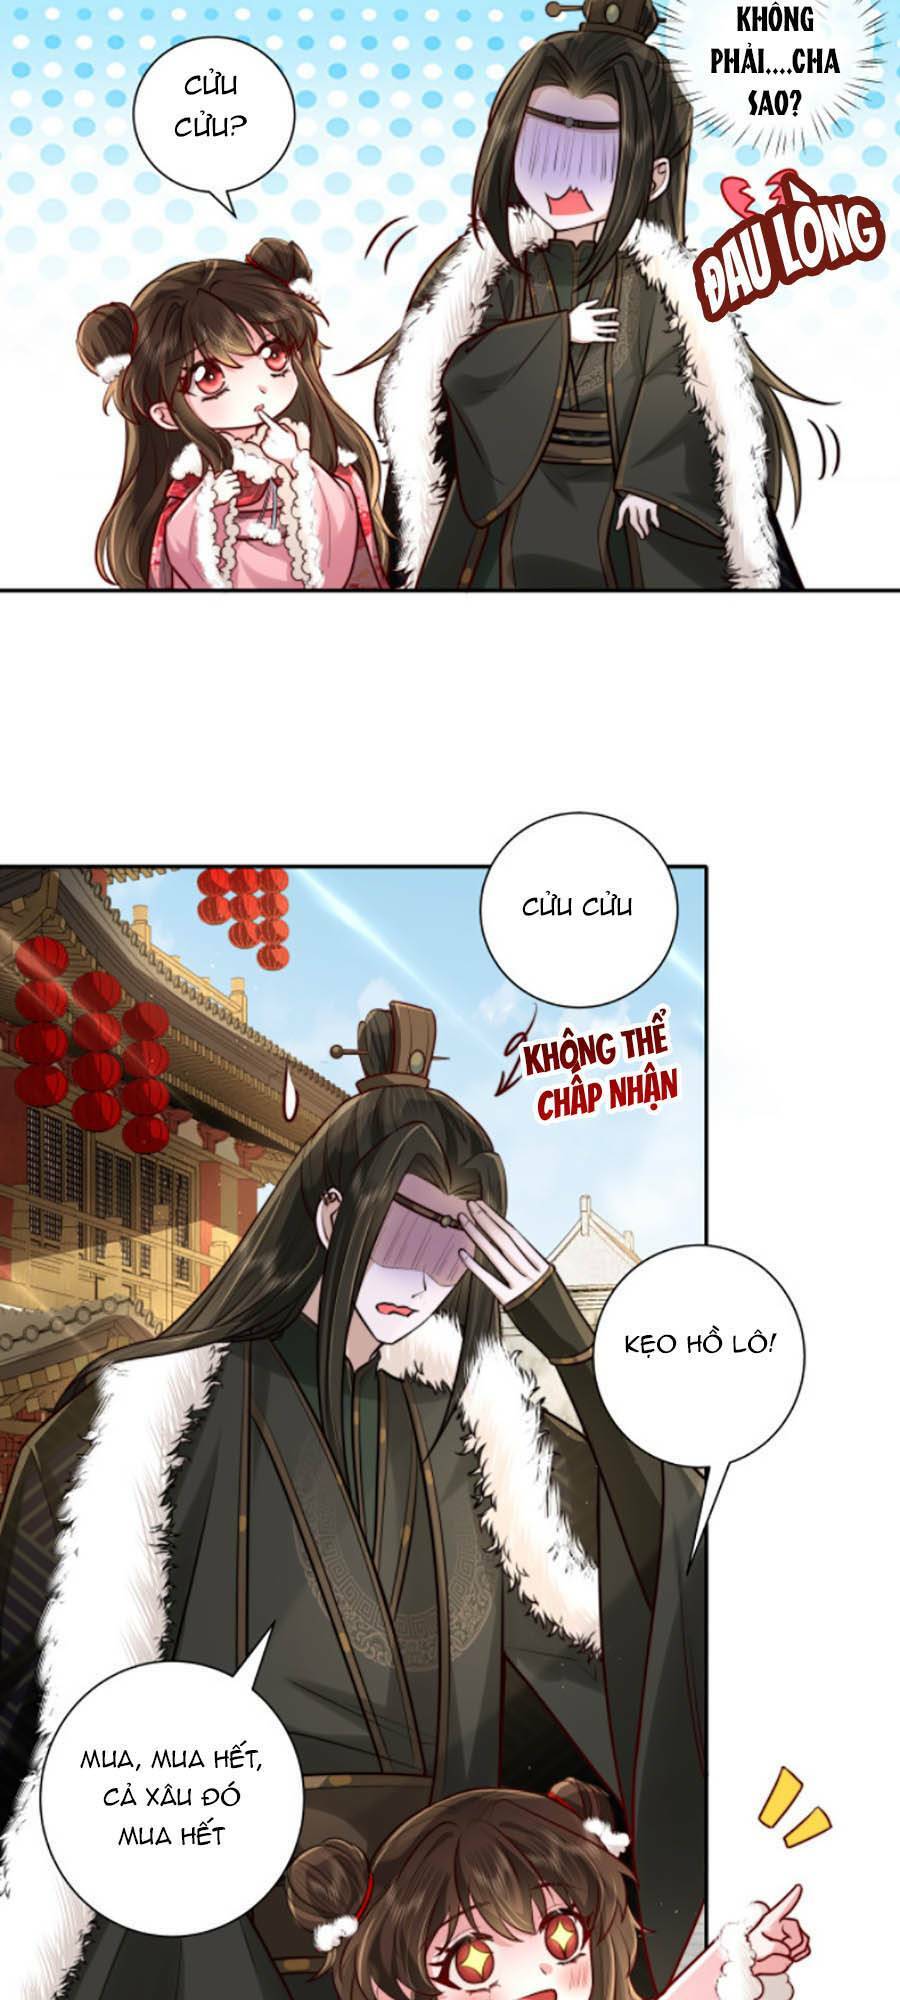 KHÔNG
PHẢI....CHA
SAO?
CỬU
CỬU?
ĐAU LÒNG
CỬU CỬU
KHÔNG THỂ
CHẤP NHẬN
KẸO HỒ LÔ!
MUA, MUA HẾT,
CẢ XÂU ĐÓ
MUA HẾT